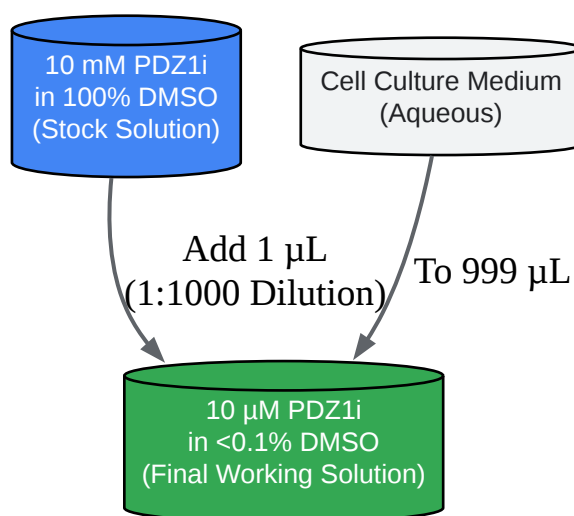 10 mM PDZ1i
in 100% DMSO
(Stock Solution)
Cell Culture Medium
(Aqueous)
Add 1 µL
(1:1000 Dilution)
To 999 µL
10 µM PDZ1i
in <0.1% DMSO
(Final Working Solution)